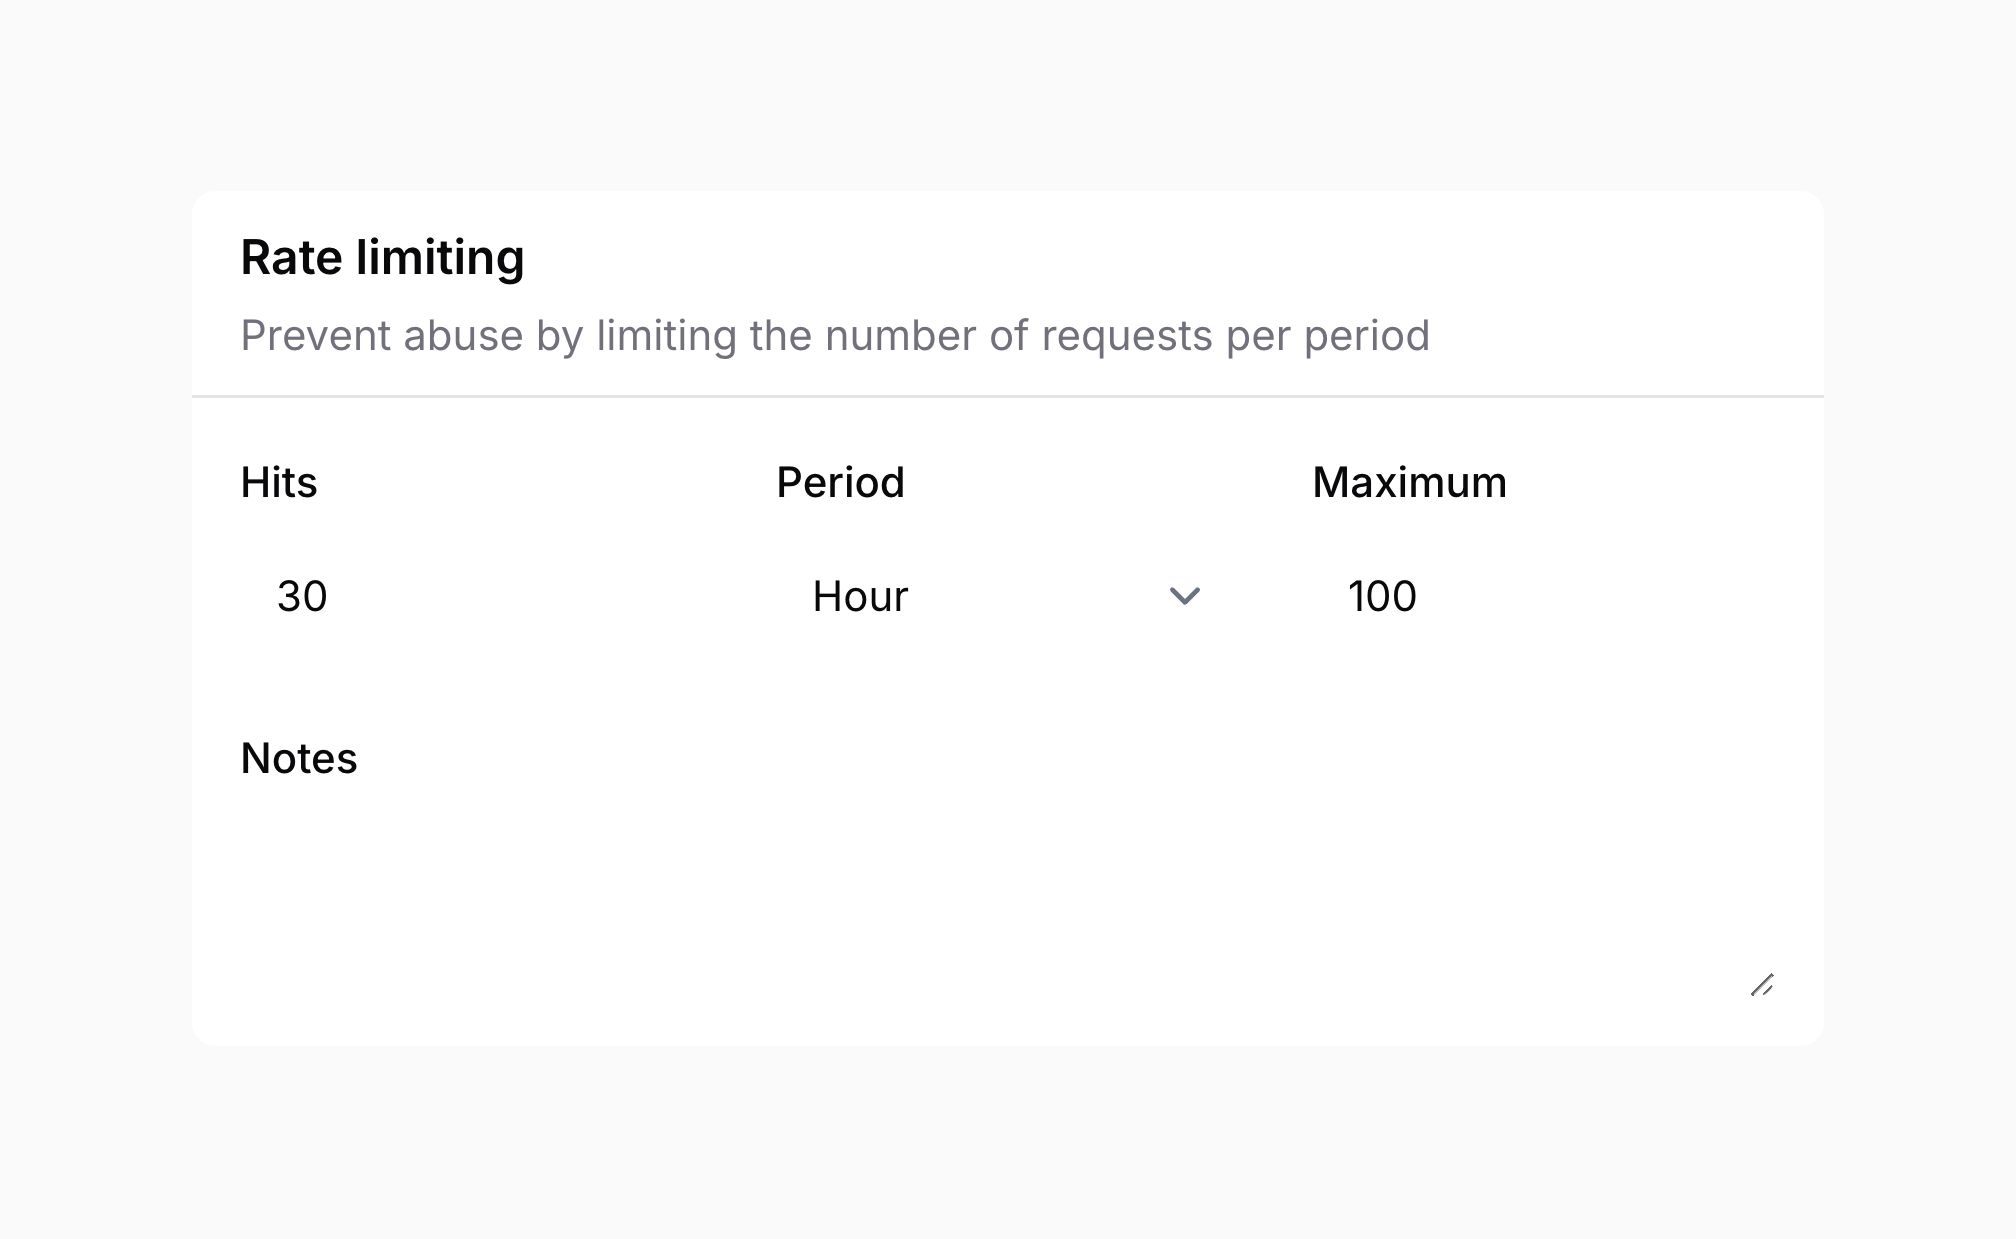 Rate limiting
Prevent abuse by limiting the number of requests per period
Hits Period Maximum
30 Hour 100
Notes